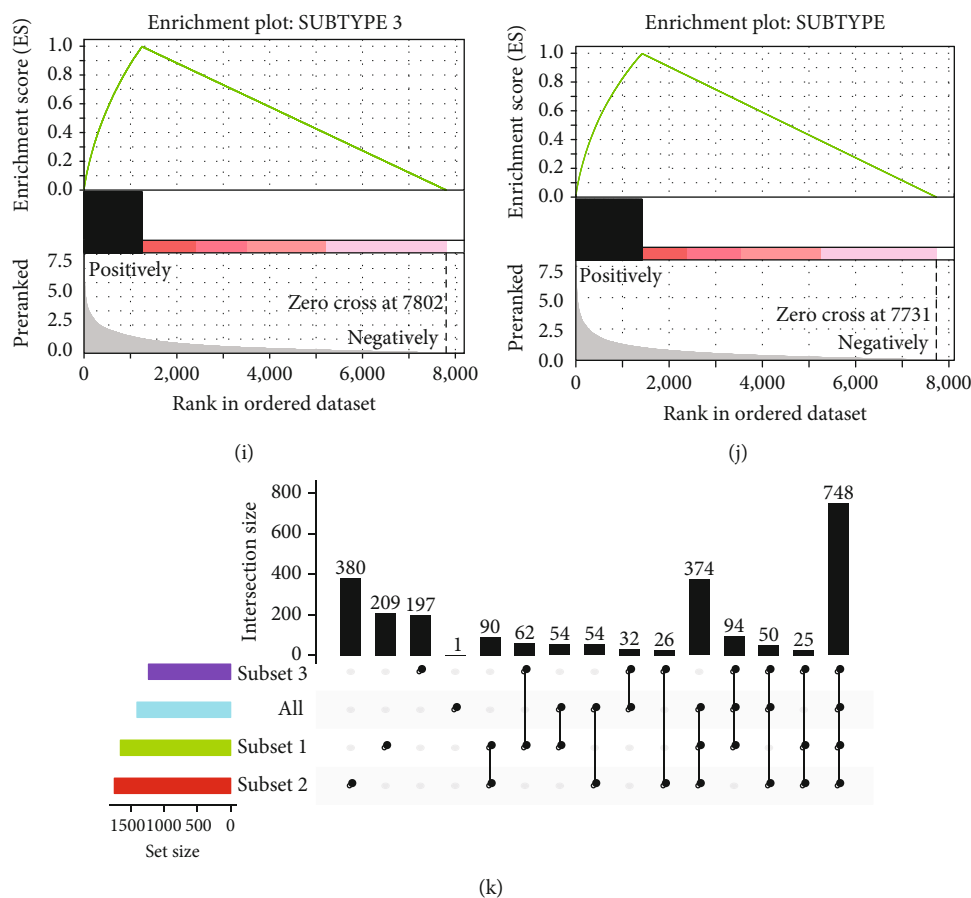 Enrichment plot: SUBTYPE 3
Enrichment score (ES)
1.0
0.8
0.6
0.4
0.2
0.0
Preranked
7.5
5.0
2.5
0.0
Positively
Zero cross at 7802
Negatively
0 2,000 4,000 6,000 8,000
Rank in ordered dataset
(i)
Enrichment plot: SUBTYPE
Enrichment score (ES)
1.0
0.8
0.6
0.4
0.2
0.0
Preranked
7.5
5.0
2.5
0.0
Positively
Zero cross at 7731
Negatively
0 2,000 4,000 6,000 8,000
Rank in ordered dataset
(j)
Intersection size
800
600
400
200
0
380 209 197 1 90 62 54 54 32 26 374 94 50 25 748
Subset 3
All
Subset 1
Subset 2
1500 1000 500 0
Set size
(k)